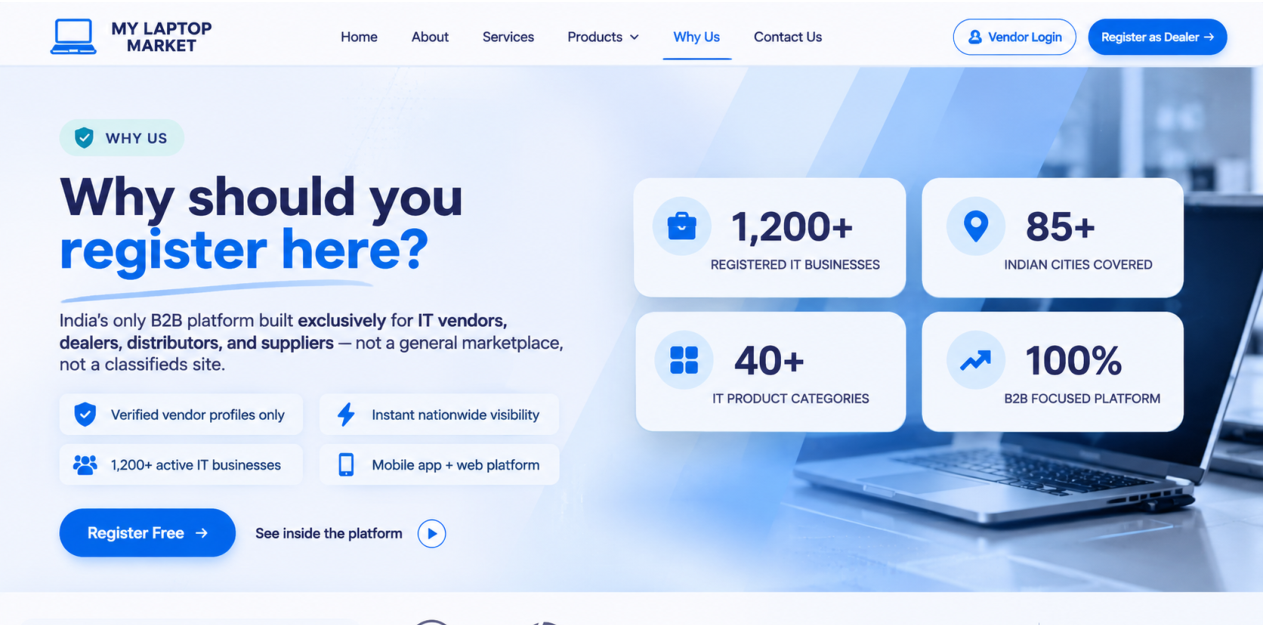 MY LAPTOP
MARKET
Home
About
Services
Products
Why Us
Contact Us
Vendor Login
Register as Dealer →
WHY US
Why should you
register here?
India's only B2B platform built exclusively for IT vendors,
dealers, distributors, and suppliers — not a general marketplace,
not a classifieds site.
Verified vendor profiles only
Instant nationwide visibility
1,200+ active IT businesses
Mobile app + web platform
Register Free →
See inside the platform
1,200+
REGISTERED IT BUSINESSES
85+
INDIAN CITIES COVERED
40+
IT PRODUCT CATEGORIES
100%
B2B FOCUSED PLATFORM